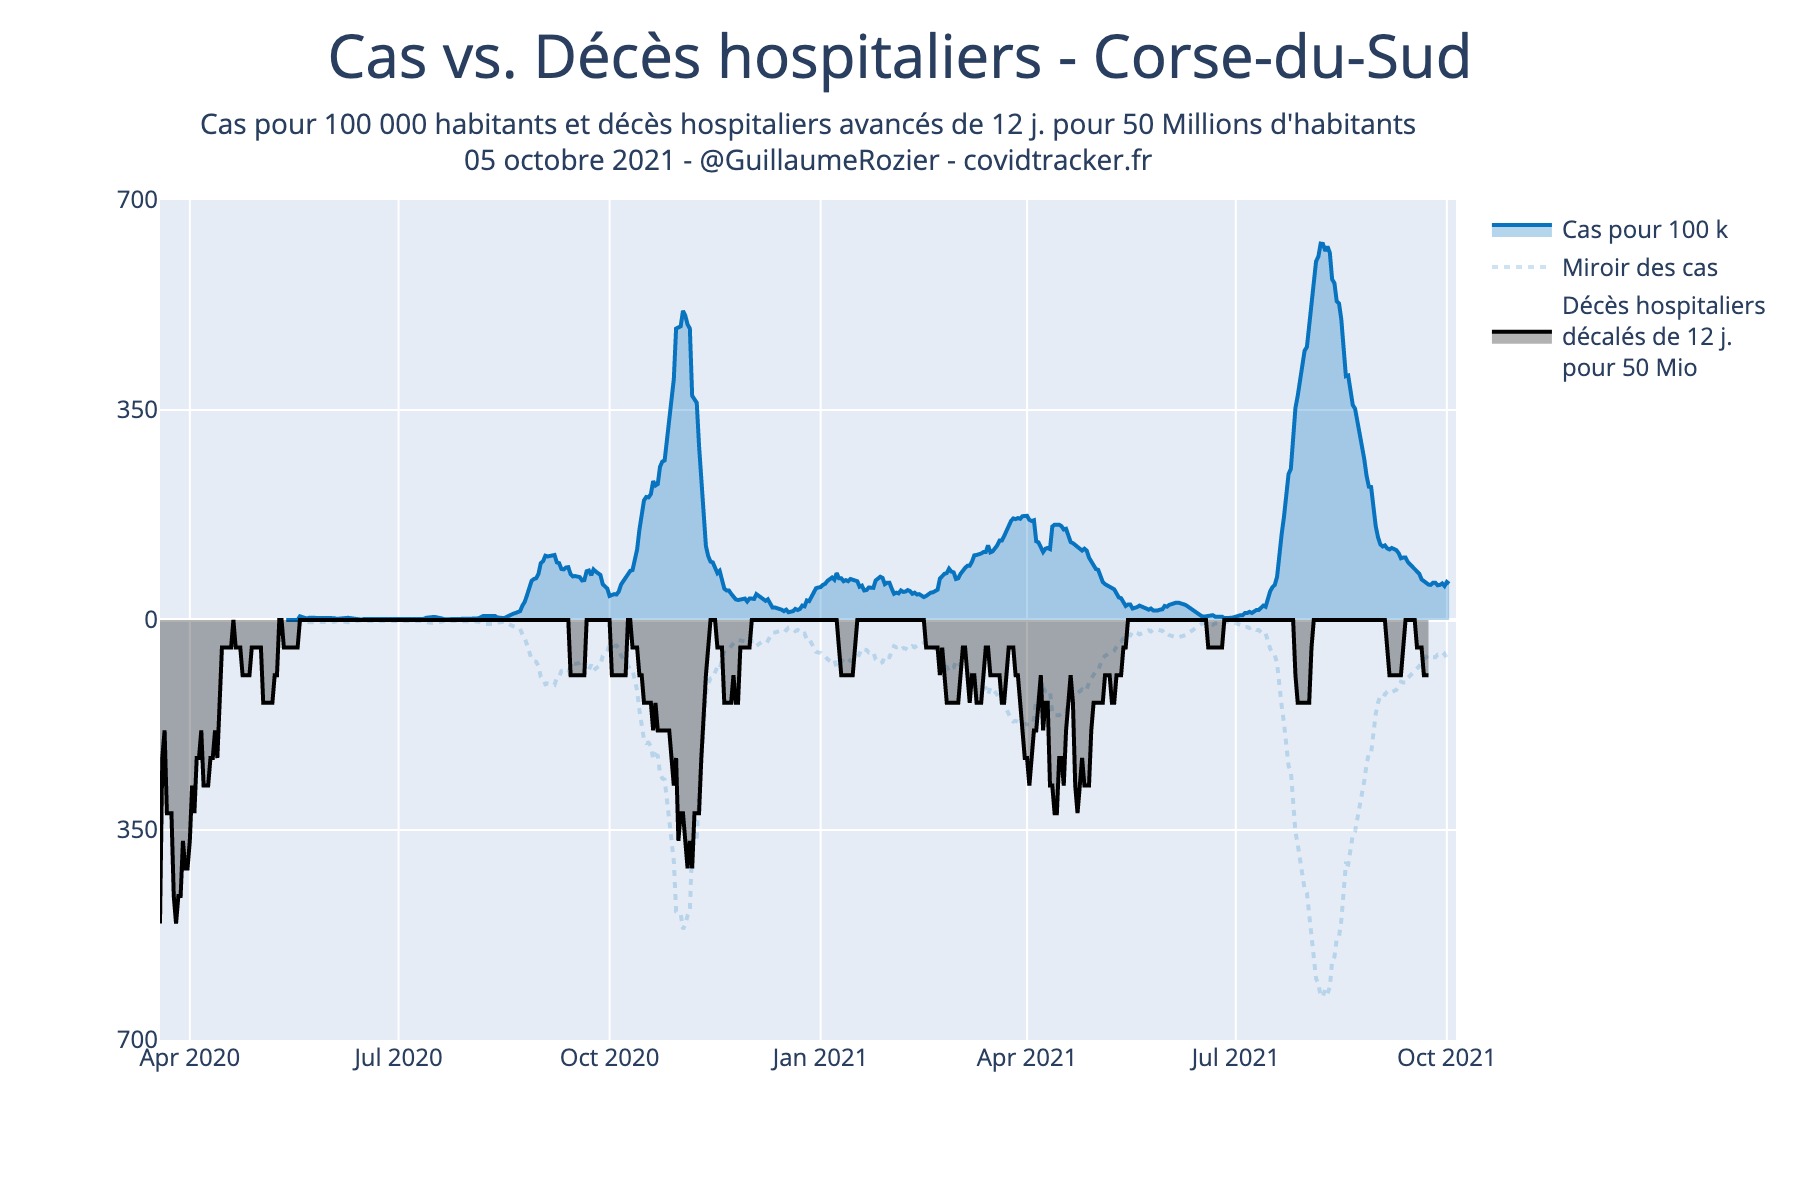 Cas vs. Décès hospitaliers - Corse-du-Sud
Cas pour 100 000 habitants et décès hospitaliers avancés de 12 j. pour 50 Millions d'habitants
05 octobre 2021 - @GuillaumeRozier - covidtracker.fr
700
350
0
350
700
Apr 2020
Jul 2020
Oct 2020
Jan 2021
Apr 2021
Jul 2021
Oct 2021
Cas pour 100 k
Miroir des cas
Décès hospitaliers
décalés de 12 j.
pour 50 Mio